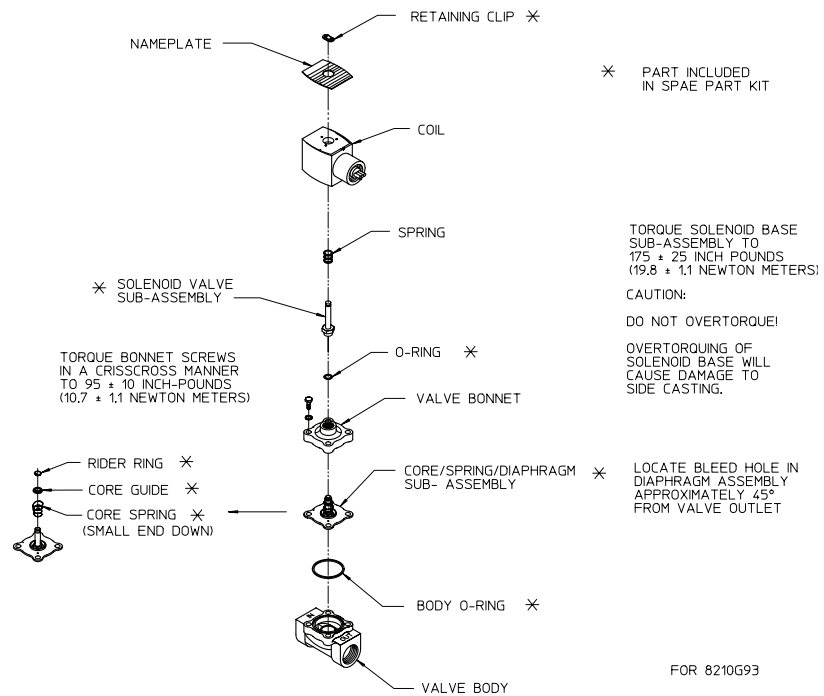 RETAINING CLIP *
NAMEPLATE
* PART INCLUDED
IN SPAE PART KIT
COIL
SPRING
TORQUE SOLENOID BASE
SUB-ASSEMBLY TO
175 ± 25 INCH POUNDS
(19.8 ± 1.1 NEWTON METERS)
CAUTION:
DO NOT OVERTORQUE!
OVERTORQUING OF
SOLENOID BASE WILL
CAUSE DAMAGE TO
SIDE CASTING.
* SOLENOID VALVE
SUB-ASSEMBLY
TORQUE BONNET SCREWS
IN A CRISSCROSS MANNER
TO 95 ± 10 INCH-POUNDS
(10.7 ± 1.1 NEWTON METERS)
O-RING *
VALVE BONNET
RIDER RING *
CORE GUIDE *
CORE SPRING *
(SMALL END DOWN)
CORE/SPRING/DIAPHRAGM *
SUB- ASSEMBLY
LOCATE BLEED HOLE IN
DIAPHRAGM ASSEMBLY
APPROXIMATELY 45°
FROM VALVE OUTLET
BODY O-RING *
VALVE BODY
FOR 8210G93